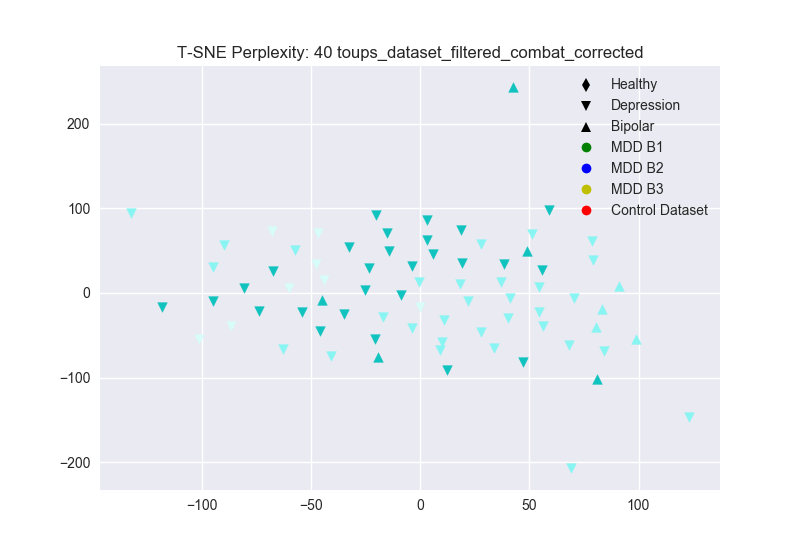 T-SNE Perplexity: 40 toups_dataset_filtered_combat_corrected
Healthy
Depression
Bipolar
MDD B1
MDD B2
MDD B3
Control Dataset
200
100
0
−100
−200
−100
−50
0
50
100